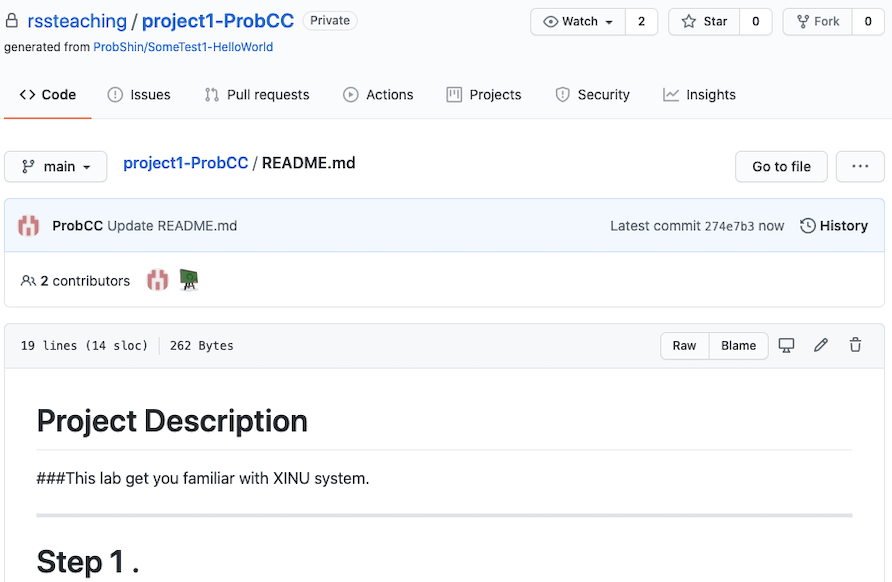 rssteaching / project1-ProbCC Private Watch 2 Star 0 Fork 0
generated from ProbShin/SomeTest1-HelloWorld
Code Issues Pull requests Actions Projects Security Insights
main project1-ProbCC / README.md Go to file ...
ProbCC Update README.md Latest commit 274e7b3 now History
2 contributors
19 lines (14 sloc) 262 Bytes Raw Blame
Project Description
###This lab get you familiar with XINU system.
Step 1 .